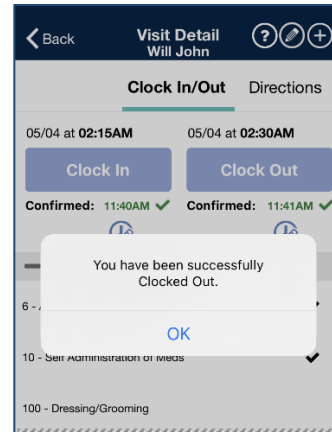 Back Visit Detail ?
Will John
Clock In/Out Directions
05/04 at 02:15AM 05/04 at 02:30AM
Clock In Clock Out
Confirmed: 11:40AM Confirmed: 11:41AM
You have been successfully
Clocked Out.
6 -
OK
10 - Self Administration of Meds
100 - Dressing/Grooming